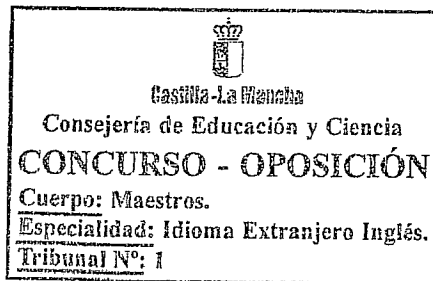 Castilla-La Mancha
Consejería de Educación y Ciencia
CONCURSO - OPOSICIÓN
Cuerpo: Maestros.
Especialidad: Idioma Extranjero Inglés.
Tribunal Nº: 1